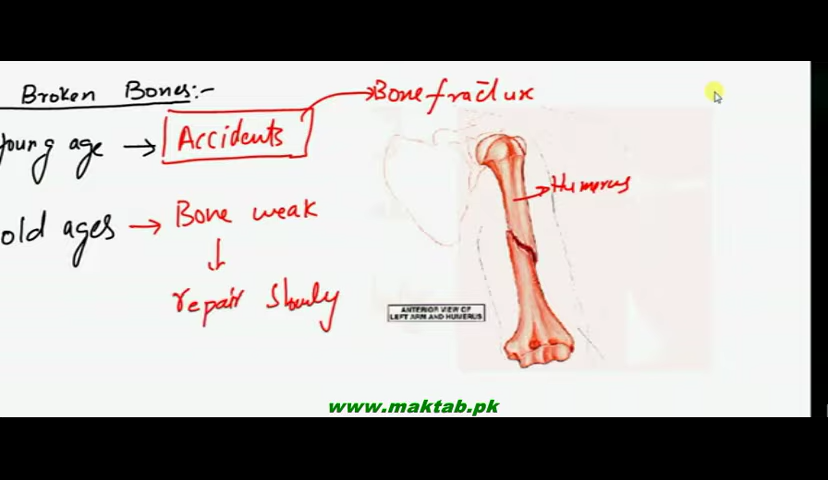 Broken Bones:-
Bone fracture
young age → Accidents
Humerus
old ages → Bone weak
↓
repair slowly
ANTERIOR VIEW OF
LEFT ARM AND HUMERUS
www.maktab.pk